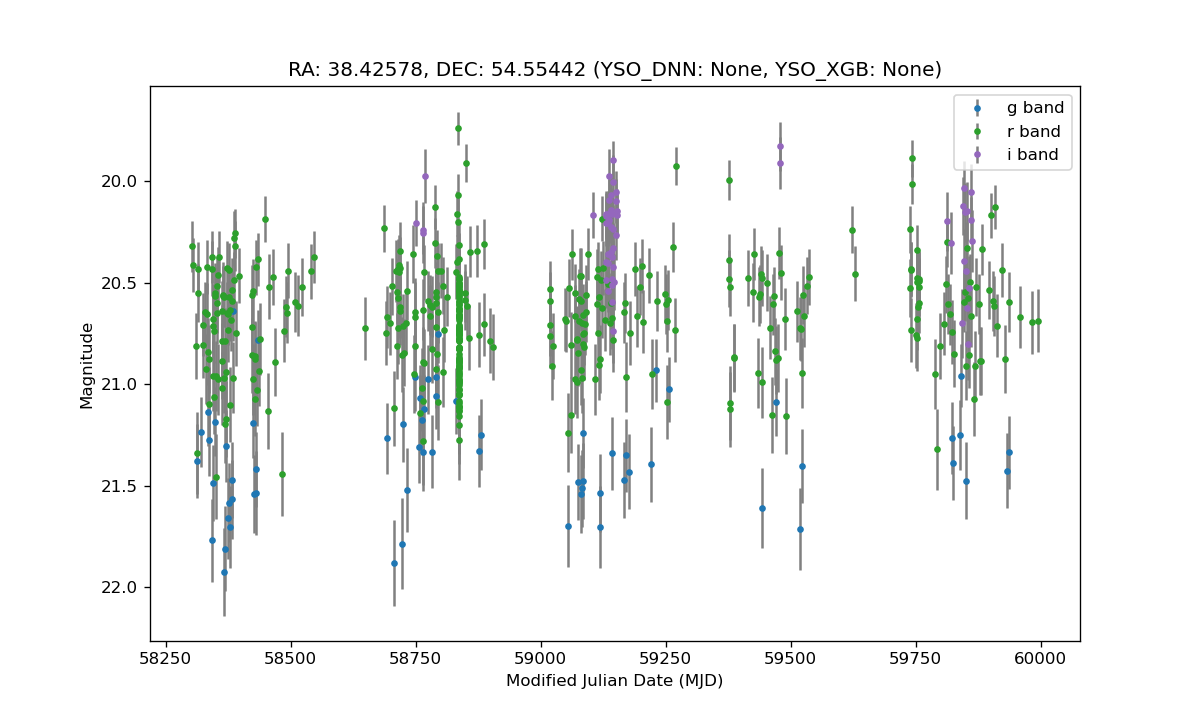 RA: 38.42578, DEC: 54.55442 (YSO_DNN: None, YSO_XGB: None)
g band
r band
i band
20.0
20.5
21.0
21.5
22.0
Magnitude
58250 58500 58750 59000 59250 59500 59750 60000
Modified Julian Date (MJD)